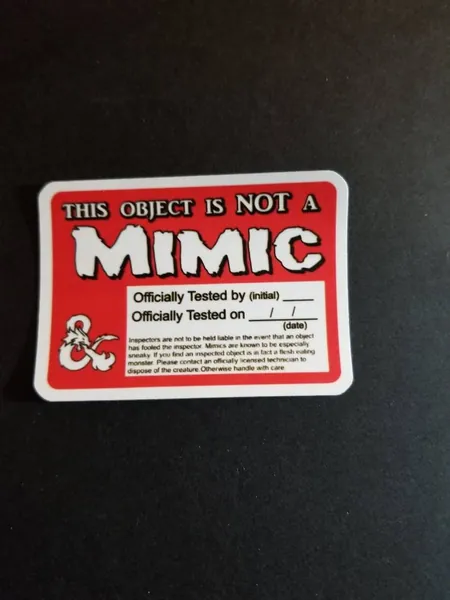 THIS OBJECT IS NOT A
MIMIC
Officially Tested by (initial) ____
Officially Tested on __/__/__
(date)
Inspectors are not to be held liable in the event that an object
has fooled the inspector. Mimics are known to be especially
sneaky. If you find an inspected object is in fact a flesh eating
monster. Please contact an officially licensed technician to
dispose of the creature. Otherwise handle with care.